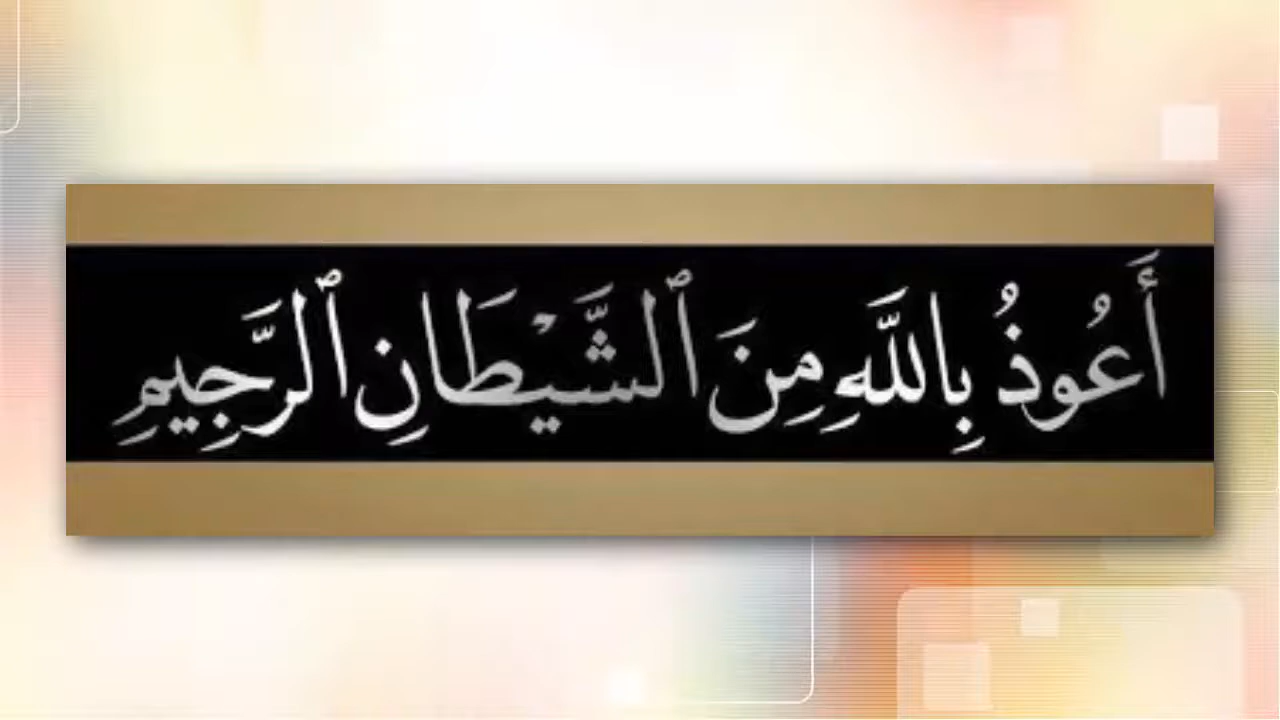 أَعُوذُ بِاللَّهِ مِنَ ٱلشَّيْطَانِ ٱلرَّجِيمِ